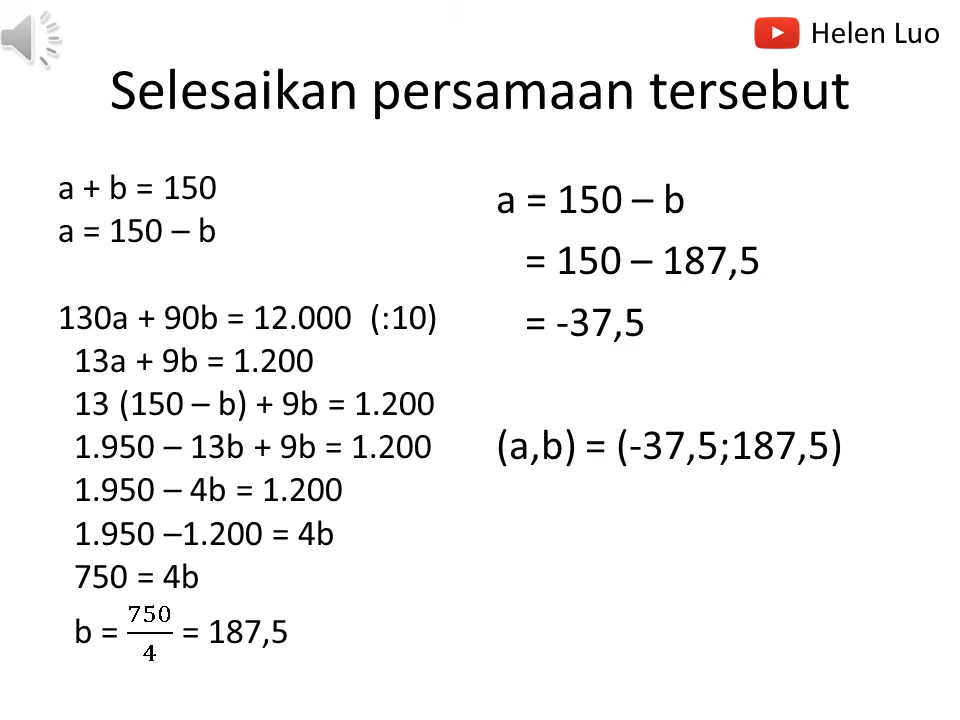 Helen Luo
Selesaikan persamaan tersebut
a + b = 150
a = 150 – b
130a + 90b = 12.000 (:10)
13a + 9b = 1.200
13 (150 – b) + 9b = 1.200
1.950 – 13b + 9b = 1.200
1.950 – 4b = 1.200
1.950 –1.200 = 4b
750 = 4b
b = 750/4 = 187,5
a = 150 – b
= 150 – 187,5
= -37,5
(a,b) = (-37,5;187,5)